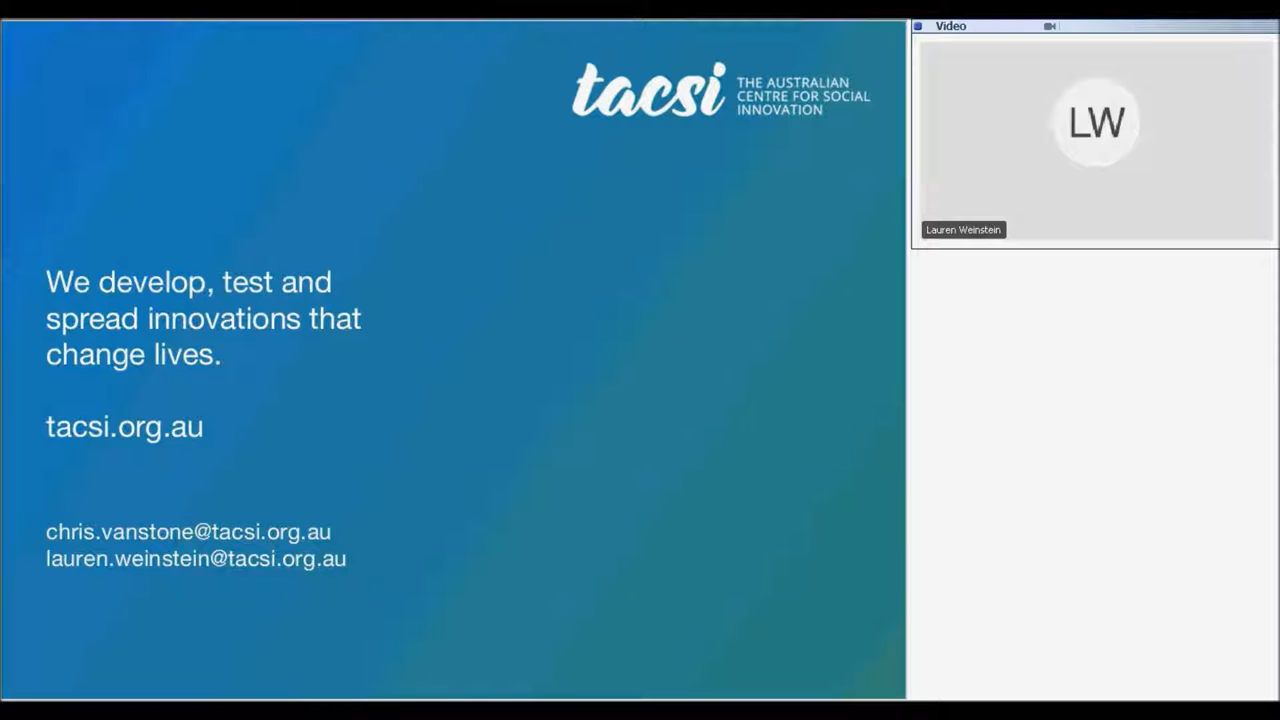 tacsi
THE AUSTRALIAN
CENTRE FOR SOCIAL
INNOVATION
We develop, test and
spread innovations that
change lives.
tacsi.org.au
chris.vanstone@tacsi.org.au
lauren.weinstein@tacsi.org.au
Video
LW
Lauren Weinstein